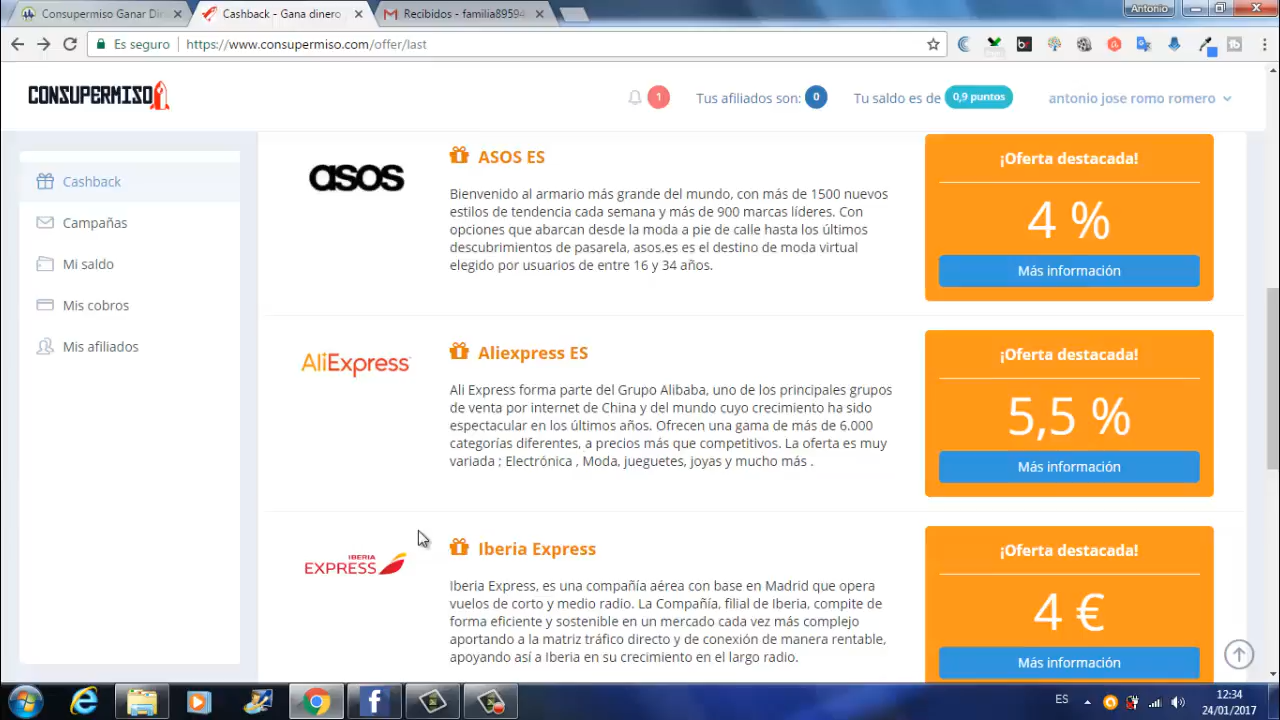 Consupermiso Ganar Di
Cashback - Gana dinero
Recibidos - familia89594
Antonio
Es seguro
https://www.consupermiso.com/offer/last
CONSUPERMISO
1
Tus afiliados son: 0
Tu saldo es de 0,9 puntos
antonio jose romo romero
Cashback
Campañas
Mi saldo
Mis cobros
Mis afiliados
asos
ASOS ES
Bienvenido al armario más grande del mundo, con más de 1500 nuevos
estilos de tendencia cada semana y más de 900 marcas líderes. Con
opciones que abarcan desde la moda a pie de calle hasta los últimos
descubrimientos de pasarela, asos.es es el destino de moda virtual
elegido por usuarios de entre 16 y 34 años.
¡Oferta destacada!
4 %
Más información
AliExpress
Aliexpress ES
Ali Express forma parte del Grupo Alibaba, uno de los principales grupos
de venta por internet de China y del mundo cuyo crecimiento ha sido
espectacular en los últimos años. Ofrecen una gama de más de 6.000
categorías diferentes, a precios más que competitivos. La oferta es muy
variada ; Electrónica , Moda, jueguetes, joyas y mucho más .
¡Oferta destacada!
5,5 %
Más información
IBERIA
EXPRESS
Iberia Express
Iberia Express, es una compañía aérea con base en Madrid que opera
vuelos de corto y medio radio. La Compañía, filial de Iberia, compite de
forma eficiente y sostenible en un mercado cada vez más complejo
aportando a la matriz tráfico directo y de conexión de manera rentable,
apoyando así a Iberia en su crecimiento en el largo radio.
¡Oferta destacada!
4 €
Más información
ES
12:34
24/01/2017